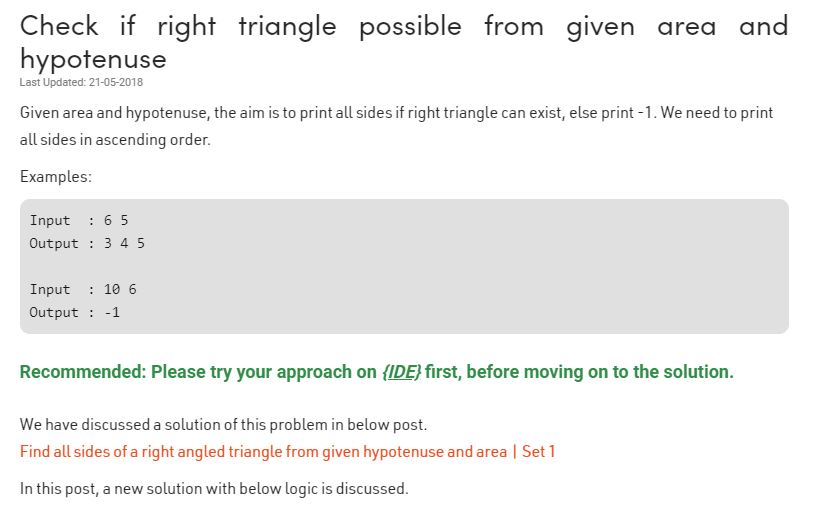 Check if right triangle possible from given area and
hypotenuse
Last Updated: 21-05-2018
Given area and hypotenuse, the aim is to print all sides if right triangle can exist, else print -1. We need to print
all sides in ascending order.
Examples:
Input  : 6 5
Output : 3 4 5
Input  : 10 6
Output : -1
Recommended: Please try your approach on {IDE} first, before moving on to the solution.
We have discussed a solution of this problem in below post.
Find all sides of a right angled triangle from given hypotenuse and area | Set 1
In this post, a new solution with below logic is discussed.